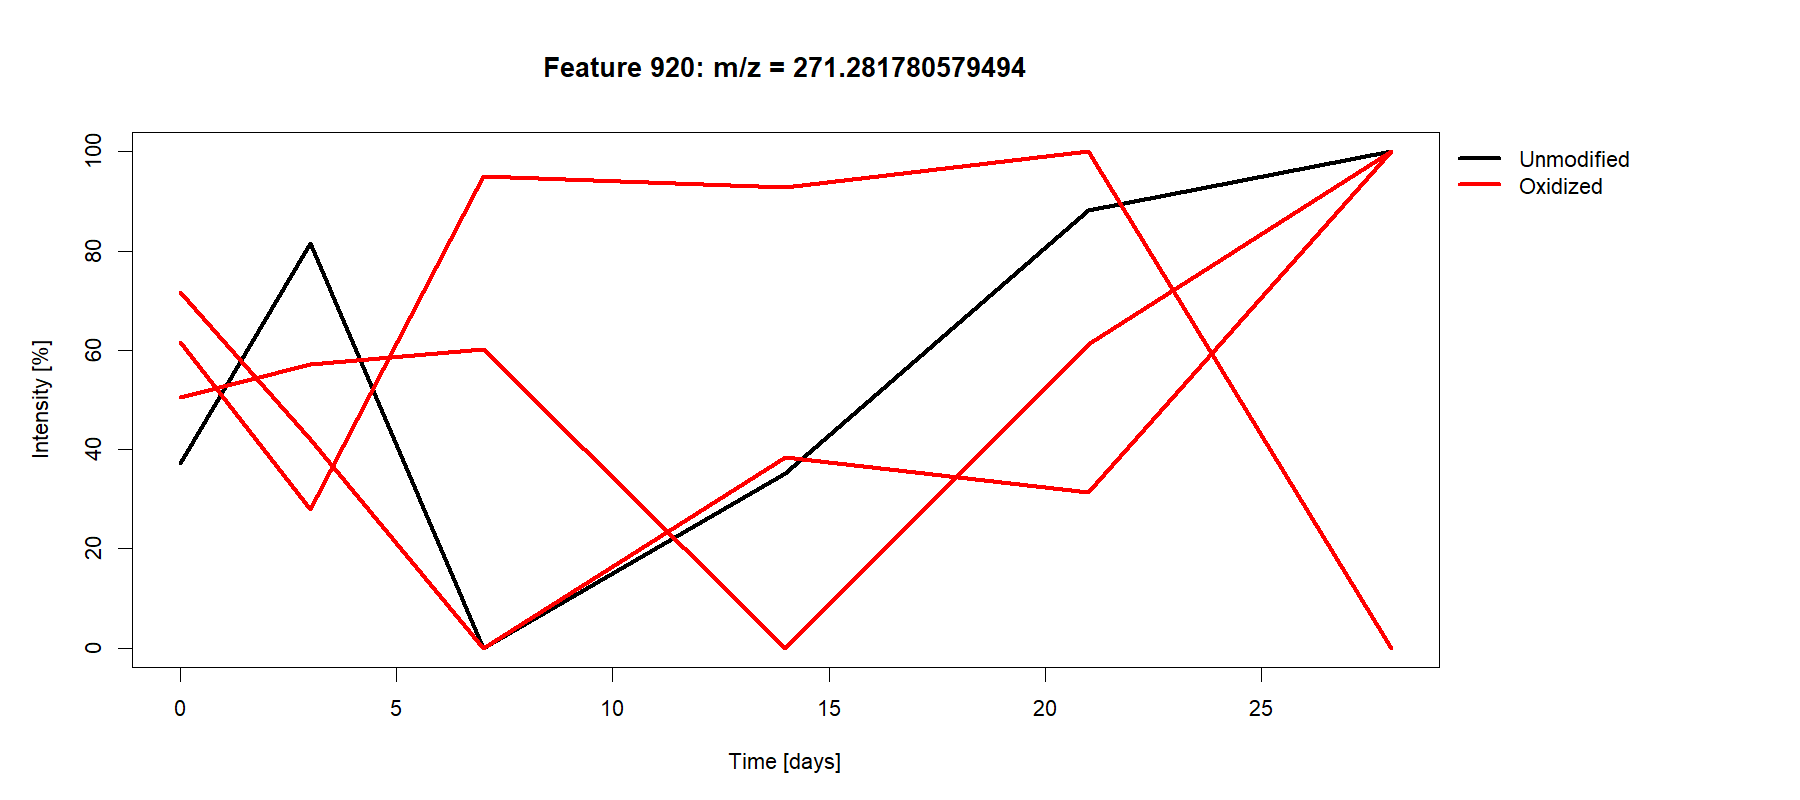 Feature 920: m/z = 271.281780579494
Unmodified
Oxidized
100
80
60
40
20
0
Intensity [%]
0 5 10 15 20 25
Time [days]